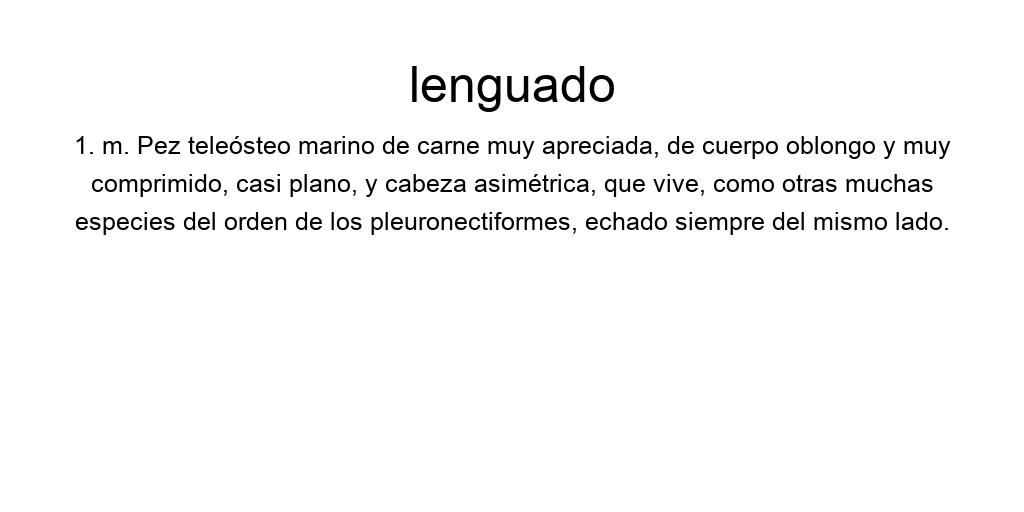 lenguado
1. m. Pez teleósteo marino de carne muy apreciada, de cuerpo oblongo y muy
comprimido, casi plano, y cabeza asimétrica, que vive, como otras muchas
especies del orden de los pleuronectiformes, echado siempre del mismo lado.